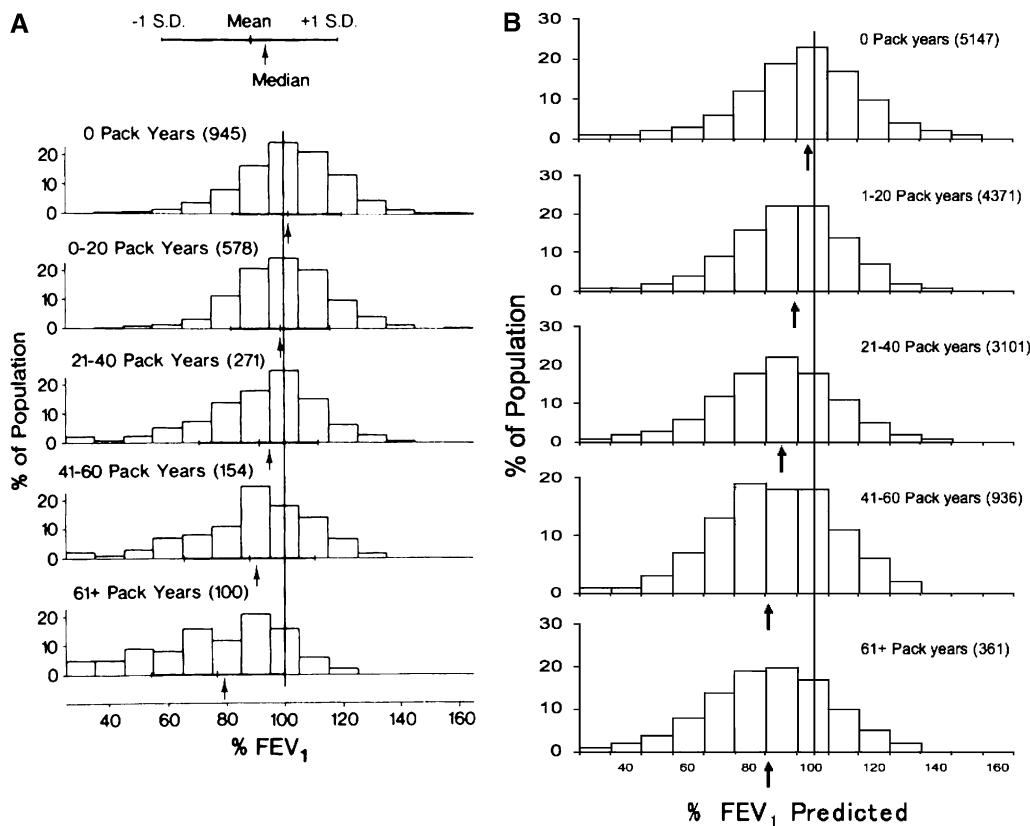 A
-1 S.D. Mean +1 S.D.
Median
0 Pack Years (945)
20
10
0
0-20 Pack Years (578)
20
10
0
21-40 Pack Years (271)
20
10
0
41-60 Pack Years (154)
20
10
0
61+ Pack Years (100)
20
10
0
% of Population
40 60 80 100 120 140 160
% FEV1
B
0 Pack years (5147)
30
20
10
0
1-20 Pack years (4371)
30
20
10
0
21-40 Pack years (3101)
30
20
10
0
41-60 Pack years (936)
20
10
0
61+ Pack years (361)
30
20
10
0
% of Population
40 60 80 100 120 140 160
% FEV1 Predicted